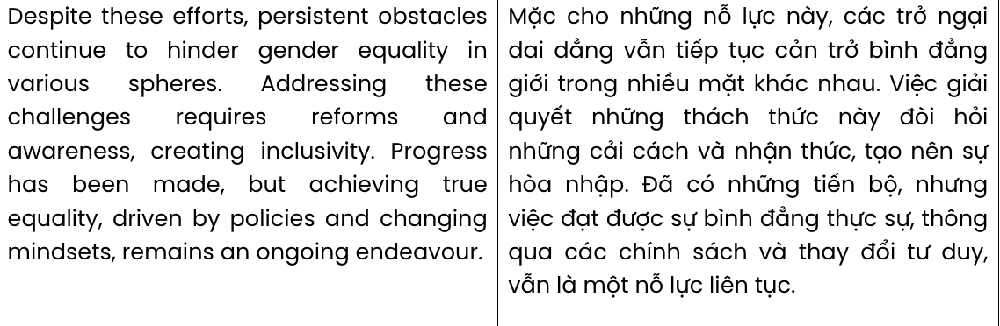 Despite these efforts, persistent obstacles
continue to hinder gender equality in
various spheres. Addressing these
challenges requires reforms and
awareness, creating inclusivity. Progress
has been made, but achieving true
equality, driven by policies and changing
mindsets, remains an ongoing endeavour.
Mặc cho những nỗ lực này, các trở ngại
dai dẳng vẫn tiếp tục cản trở bình đẳng
giới trong nhiều mặt khác nhau. Việc giải
quyết những thách thức này đòi hỏi
những cải cách và nhận thức, tạo nên sự
hòa nhập. Đã có những tiến bộ, nhưng
việc đạt được sự bình đẳng thực sự, thông
qua các chính sách và thay đổi tư duy,
vẫn là một nỗ lực liên tục.